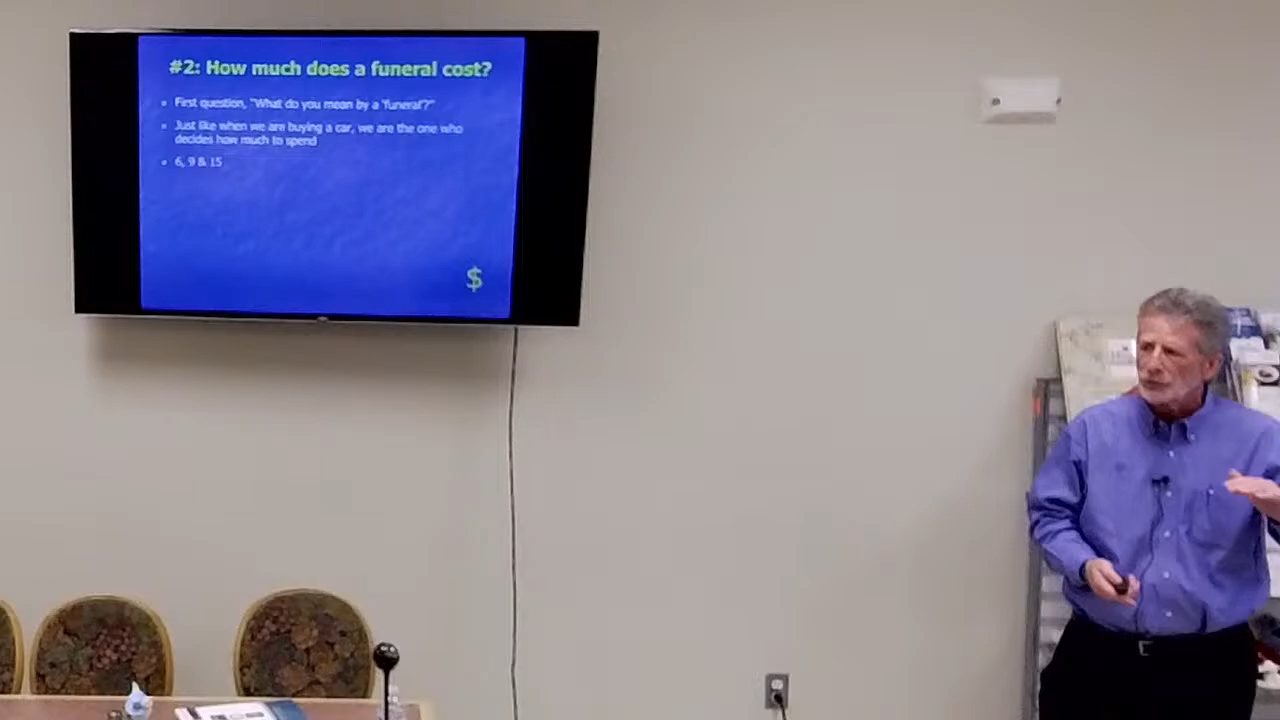 #2: How much does a funeral cost?
First question, "What do you mean by a 'funeral'?"
Just like when we are buying a car, we are the one who
decides how much to spend
6, 9 & 15
$